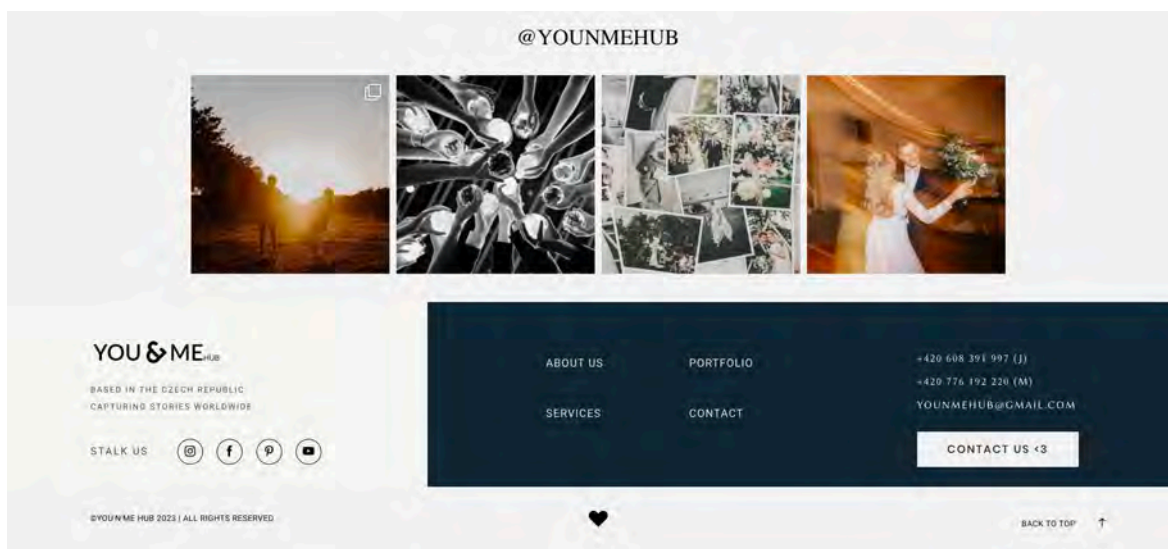 @YOUNMEHUB
YOU & ME HUB
BASED IN THE CZECH REPUBLIC
CAPTURING STORIES WORLDWIDE
STALK US
ABOUT US
PORTFOLIO
SERVICES
CONTACT
+420 608 391 997 (J)
+420 776 192 220 (M)
YOUNMEHUB@GMAIL.COM
CONTACT US <3
©YOU'N'ME HUB 2023 | ALL RIGHTS RESERVED
BACK TO TOP ↑